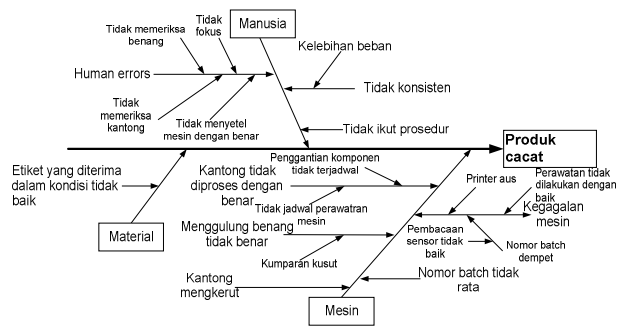 Manusia
Tidak
fokus
Tidak memeriksa
benang
Kelebihan beban
Human errors
Tidak konsisten
Tidak
memeriksa
kantong
Tidak menyetel
mesin dengan benar
Tidak ikut prosedur
Produk
cacat
Etiket yang diterima
dalam kondisi tidak
baik
Kantong tidak
diproses dengan
benar
Penggantian komponen
tidak terjadwal
Printer aus
Perawatan tidak
dilakukan dengan
baik
Kegagalan
mesin
Tidak jadwal perawatran
mesin
Material
Menggulung benang
tidak benar
Pembacaan
sensor tidak
baik
Nomor batch
dempet
Kumparan kusut
Kantong
mengkerut
Nomor batch tidak
rata
Mesin